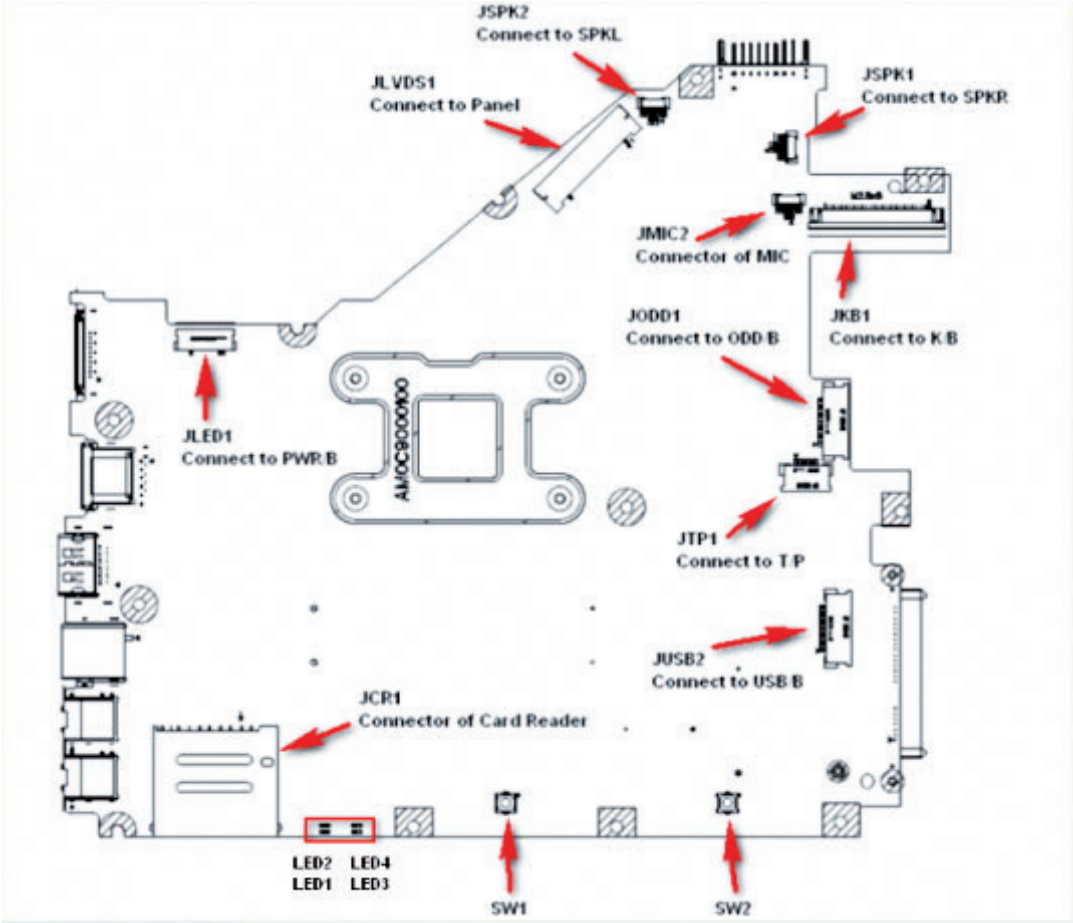 JSPK2
Connect to SPKL
JLVDS1
Connect to Panel
JSPK1
Connect to SPKR
JMIC2
Connector of MIC
JKB1
Connect to K/B
JODD1
Connect to ODD/B
JLED1
Connect to PWR/B
AM0C9000100
JTP1
Connect to T/P
JUSB2
Connect to USB/B
JCR1
Connector of Card Reader
LED2 LED4
LED1 LED3
SW1
SW2